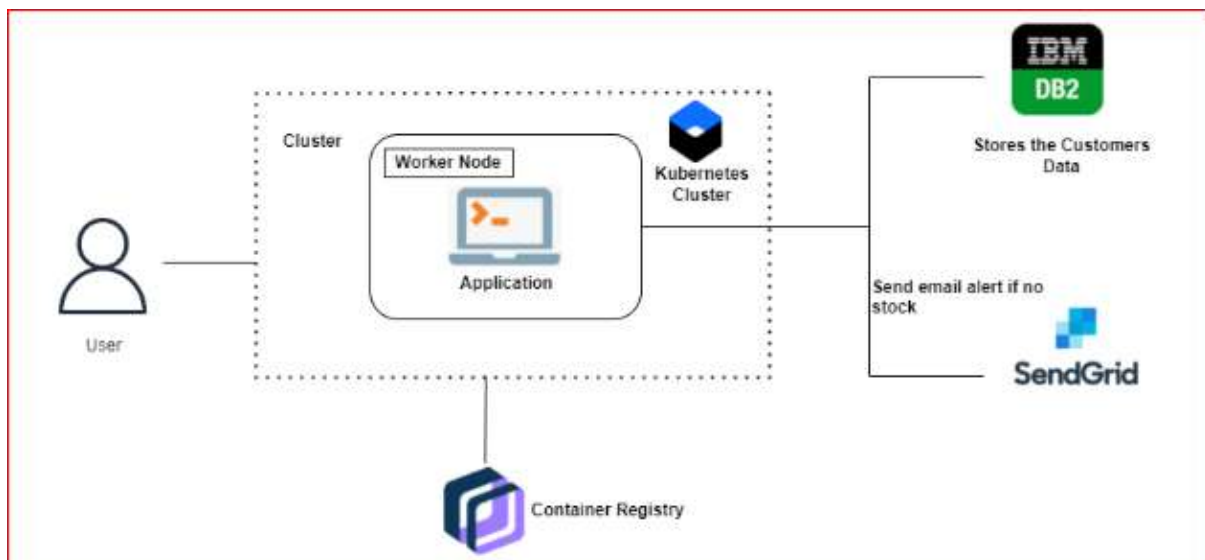 IBM
DB2
Stores the Customers
Data
Cluster
Worker Node
Kubernetes
Cluster
Application
User
Send email alert if no
stock
SendGrid
Container Registry